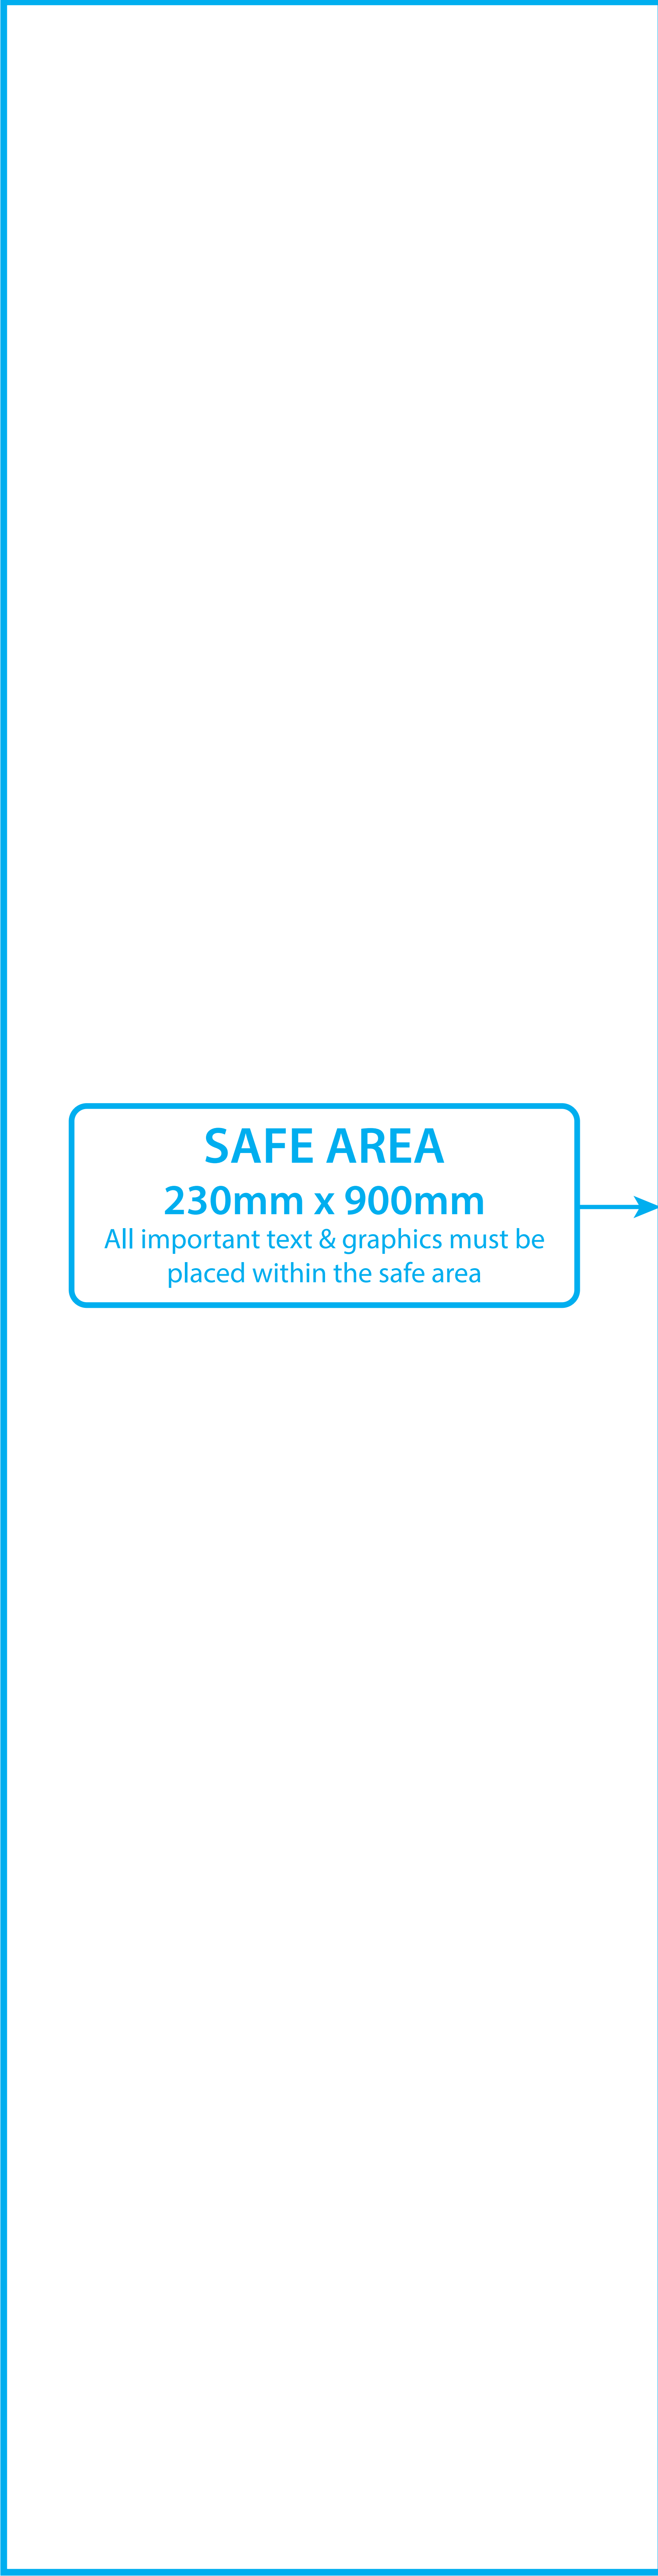 SAFE AREA
230mm x 900mm
All important text & graphics must be
placed within the safe area